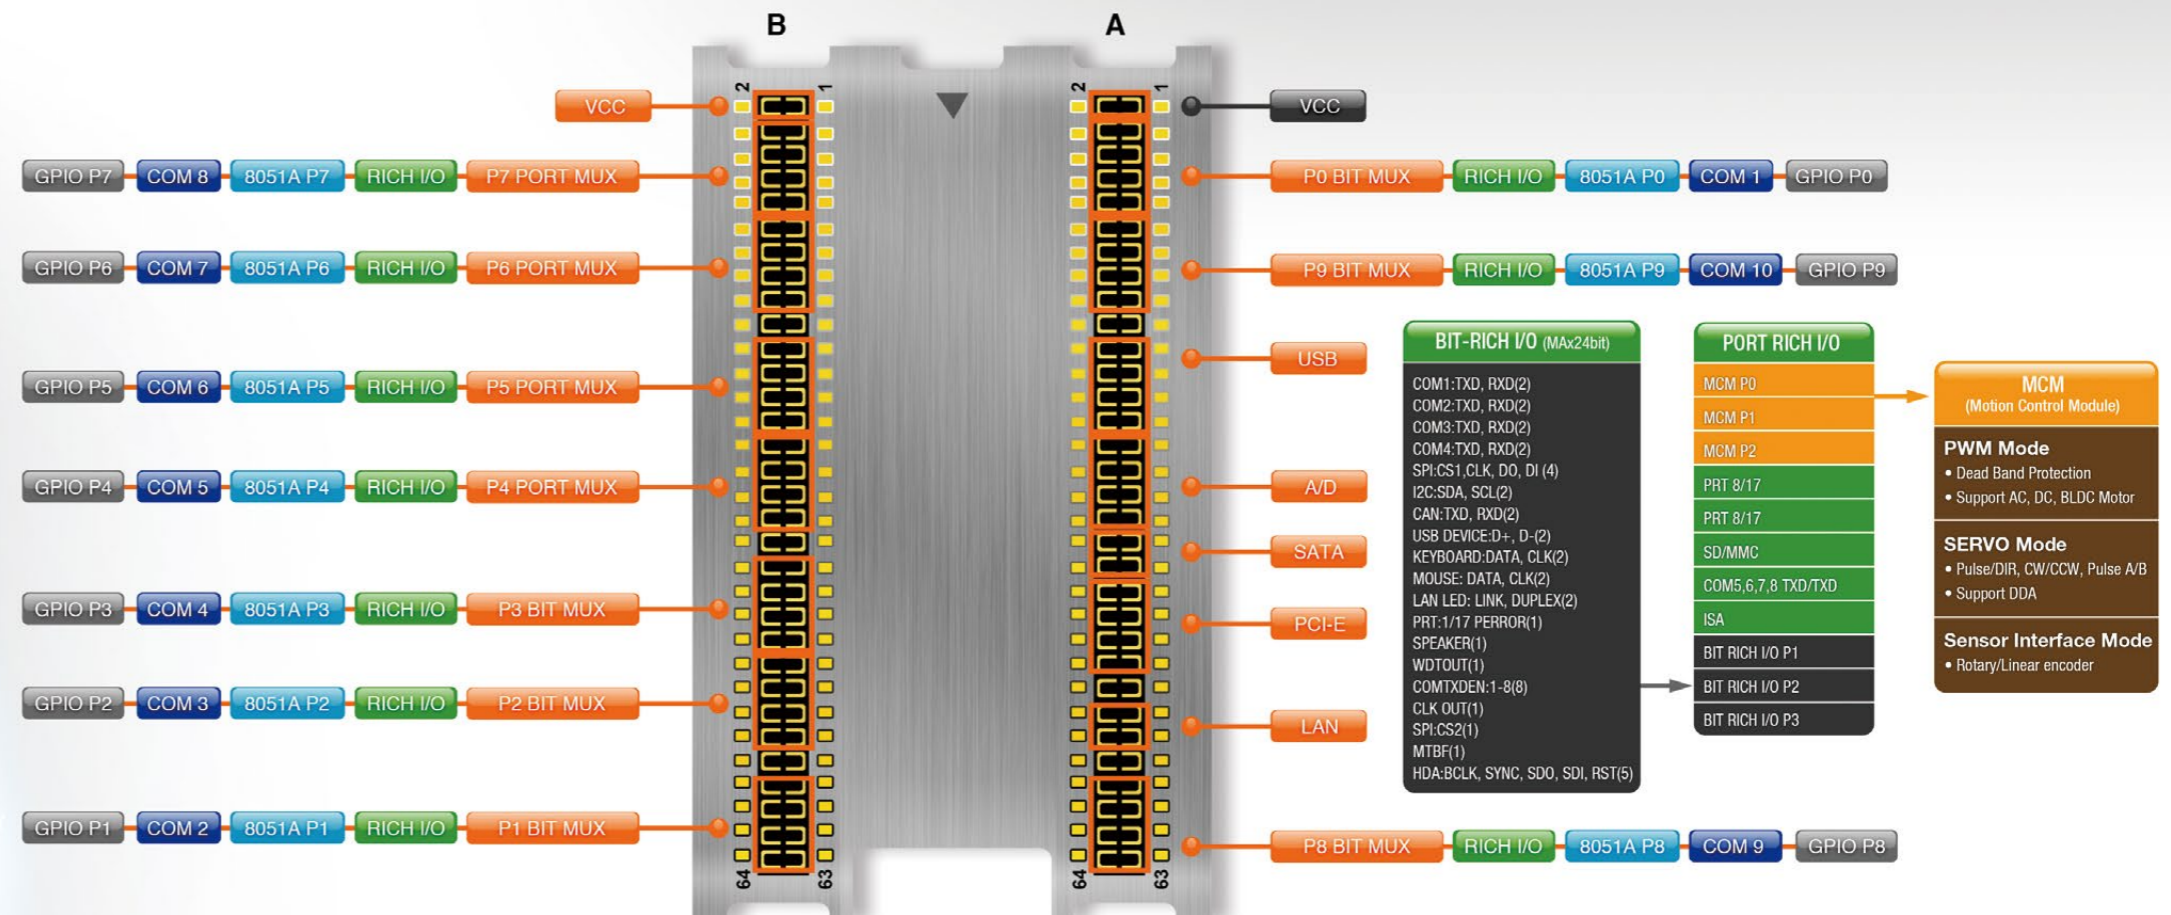 B
A
2
1
2
1
VCC
VCC
GPIO P7 COM 8 8051A P7 RICH I/O P7 PORT MUX
P0 BIT MUX RICH I/O 8051A P0 COM 1 GPIO P0
GPIO P6 COM 7 8051A P6 RICH I/O P6 PORT MUX
P9 BIT MUX RICH I/O 8051A P9 COM 10 GPIO P9
GPIO P5 COM 6 8051A P5 RICH I/O P5 PORT MUX
USB
GPIO P4 COM 5 8051A P4 RICH I/O P4 PORT MUX
A/D
SATA
GPIO P3 COM 4 8051A P3 RICH I/O P3 BIT MUX
PCI-E
GPIO P2 COM 3 8051A P2 RICH I/O P2 BIT MUX
LAN
GPIO P1 COM 2 8051A P1 RICH I/O P1 BIT MUX
P8 BIT MUX RICH I/O 8051A P8 COM 9 GPIO P8
64
63
64
63
BIT-RICH I/O (MAx24bit)
COM1:TXD, RXD(2)
COM2:TXD, RXD(2)
COM3:TXD, RXD(2)
COM4:TXD, RXD(2)
SPI:CS1,CLK, DO, DI (4)
I2C:SDA, SCL(2)
CAN:TXD, RXD(2)
USB DEVICE:D+, D-(2)
KEYBOARD:DATA, CLK(2)
MOUSE: DATA, CLK(2)
LAN LED: LINK, DUPLEX(2)
PRT:1/17 PERROR(1)
SPEAKER(1)
WDTOUT(1)
COMTXDEN:1-8(8)
CLK OUT(1)
SPI:CS2(1)
MTBF(1)
HDA:BCLK, SYNC, SDO, SDI, RST(5)
PORT RICH I/O
MCM P0
MCM P1
MCM P2
PRT 8/17
PRT 8/17
SD/MMC
COM5,6,7,8 TXD/TXD
ISA
BIT RICH I/O P1
BIT RICH I/O P2
BIT RICH I/O P3
MCM
(Motion Control Module)
PWM Mode
• Dead Band Protection
• Support AC, DC, BLDC Motor
SERVO Mode
• Pulse/DIR, CW/CCW, Pulse A/B
• Support DDA
Sensor Interface Mode
• Rotary/Linear encoder